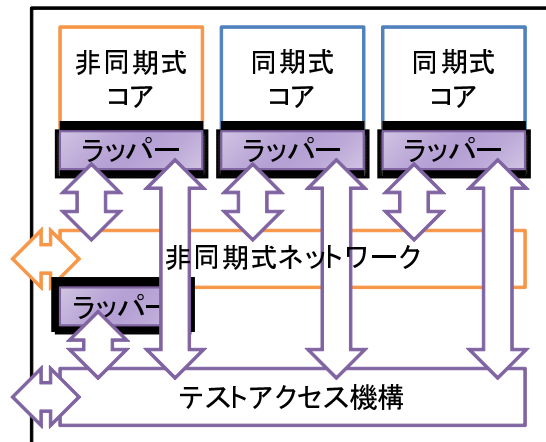 非同期式
コア
同期式
コア
同期式
コア
ラッパー
ラッパー
ラッパー
非同期式ネットワーク
ラッパー
テストアクセス機構